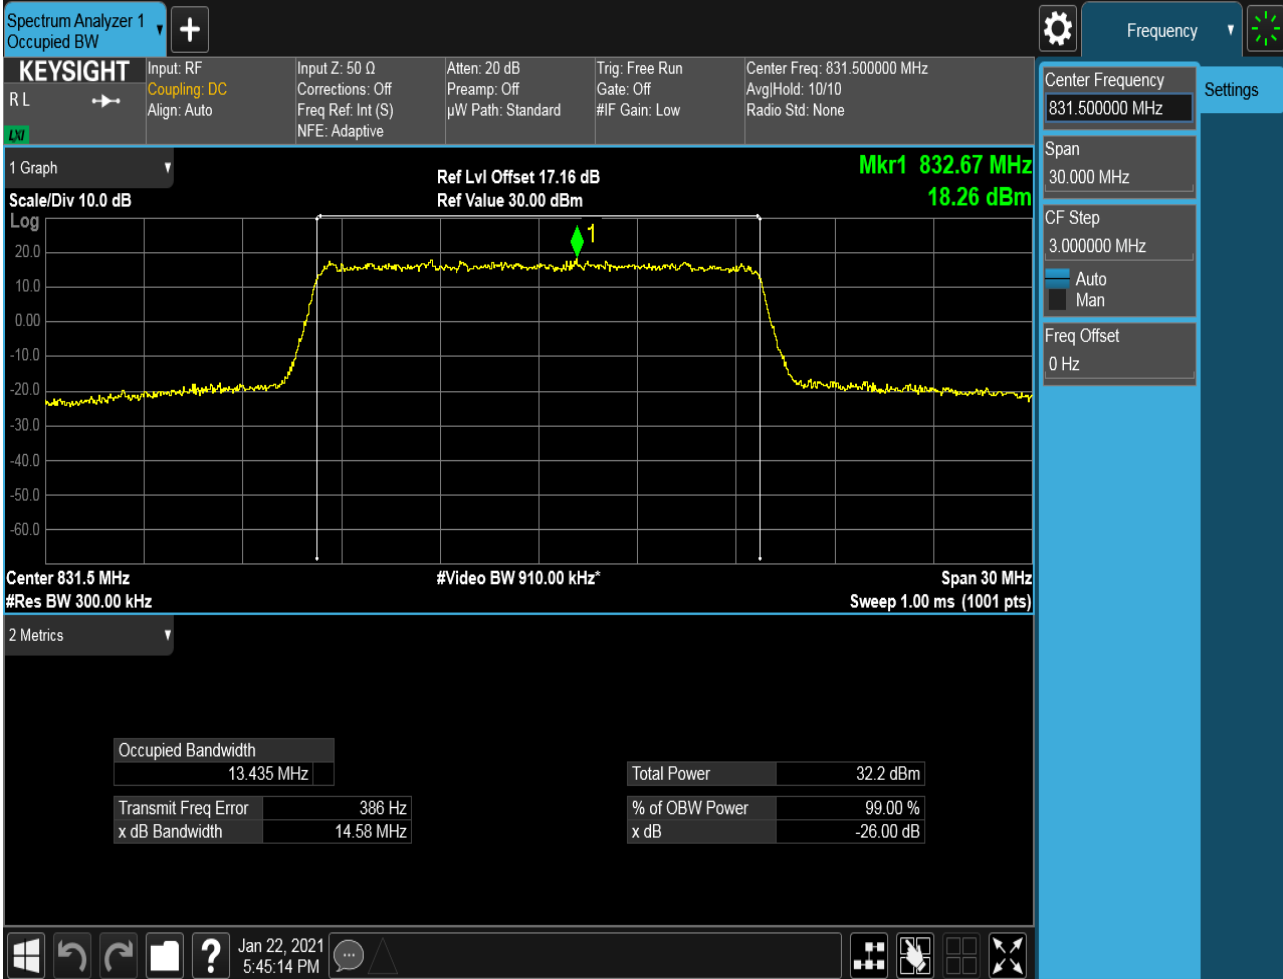 Spectrum Analyzer 1
Occupied BW
Frequency
KEYSIGHT
R L
LXI
Input: RF
Coupling: DC
Align: Auto
Input Z: 50 Ω
Corrections: Off
Freq Ref: Int (S)
NFE: Adaptive
Atten: 20 dB
Preamp: Off
µW Path: Standard
Trig: Free Run
Gate: Off
#IF Gain: Low
Center Freq: 831.500000 MHz
Avg|Hold: 10/10
Radio Std: None
Center Frequency
831.500000 MHz
Settings
Span
30.000 MHz
CF Step
3.000000 MHz
Auto
Man
Freq Offset
0 Hz
1 Graph
Scale/Div 10.0 dB
Ref Lvl Offset 17.16 dB
Ref Value 30.00 dBm
Mkr1 832.67 MHz
18.26 dBm
Log
1
20.0
10.0
0.00
-10.0
-20.0
-30.0
-40.0
-50.0
-60.0
Center 831.5 MHz
#Res BW 300.00 kHz
#Video BW 910.00 kHz*
Span 30 MHz
Sweep 1.00 ms (1001 pts)
2 Metrics
Occupied Bandwidth
13.435 MHz
Transmit Freq Error 386 Hz
x dB Bandwidth 14.58 MHz
Total Power 32.2 dBm
% of OBW Power 99.00 %
x dB -26.00 dB
?
Jan 22, 2021
5:45:14 PM